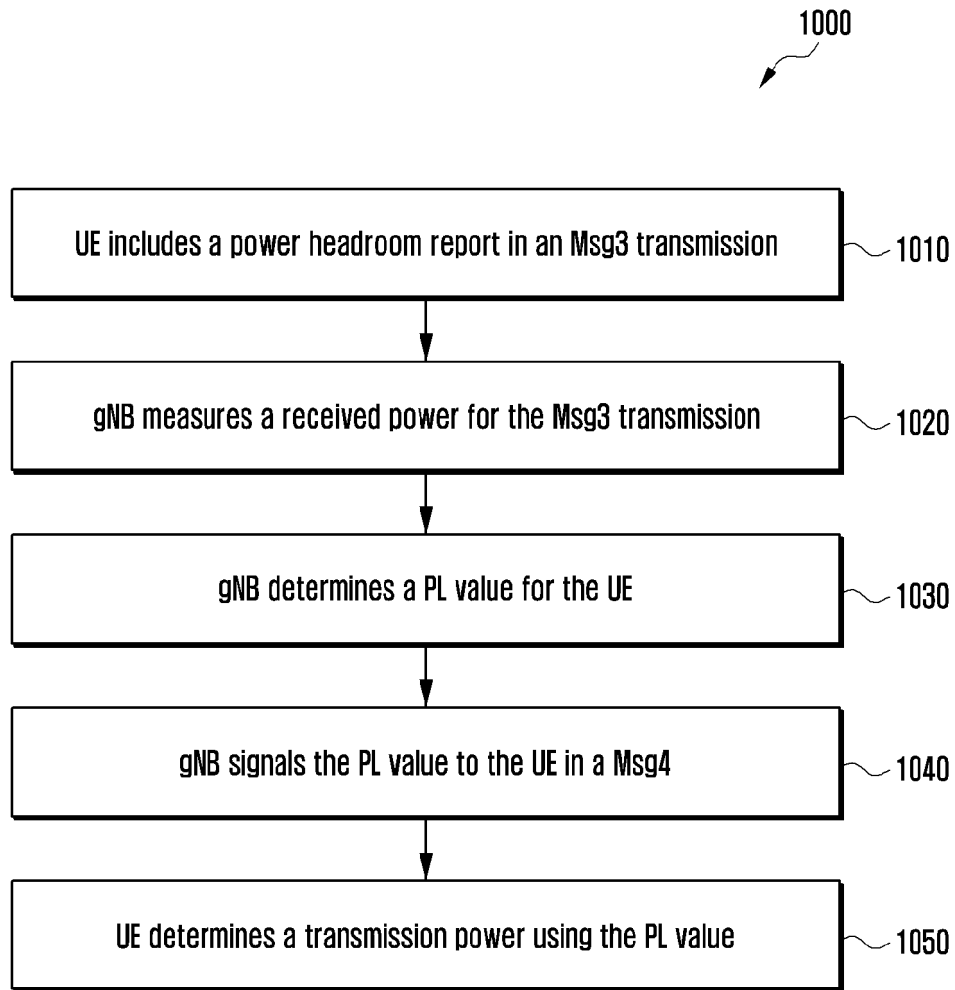 1000
UE includes a power headroom report in an Msg3 transmission
1010
gNB measures a received power for the Msg3 transmission
1020
gNB determines a PL value for the UE
1030
gNB signals the PL value to the UE in a Msg4
1040
UE determines a transmission power using the PL value
1050